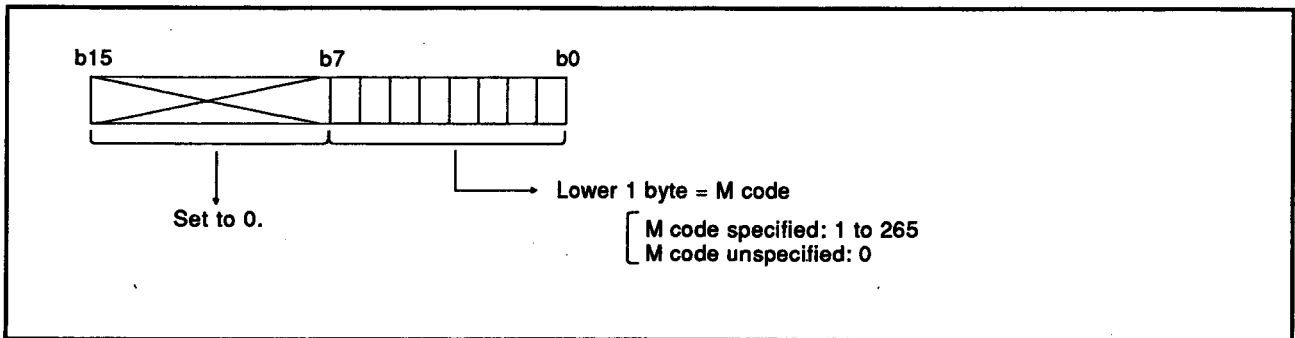 b15 b7 b0
Lower 1 byte = M code
Set to 0.
M code specified: 1 to 265
M code unspecified: 0